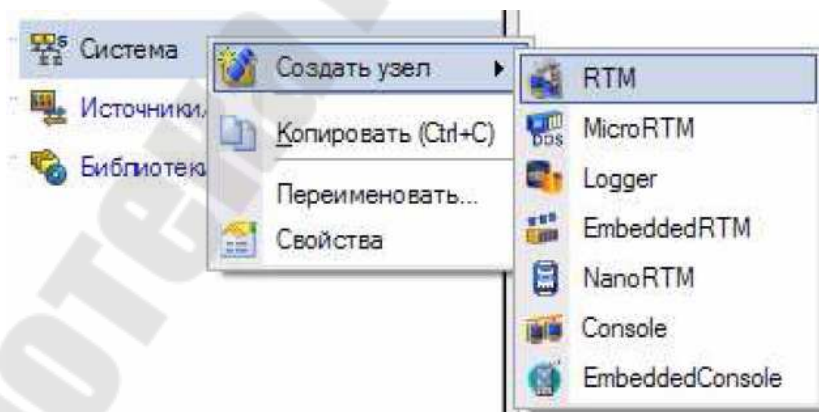 Система
Источники
Библиотеки
Создать узел
Копировать (Ctrl+C)
Переименовать...
Свойства
RTM
MicroRTM
Logger
EmbeddedRTM
NanoRTM
Console
EmbeddedConsole